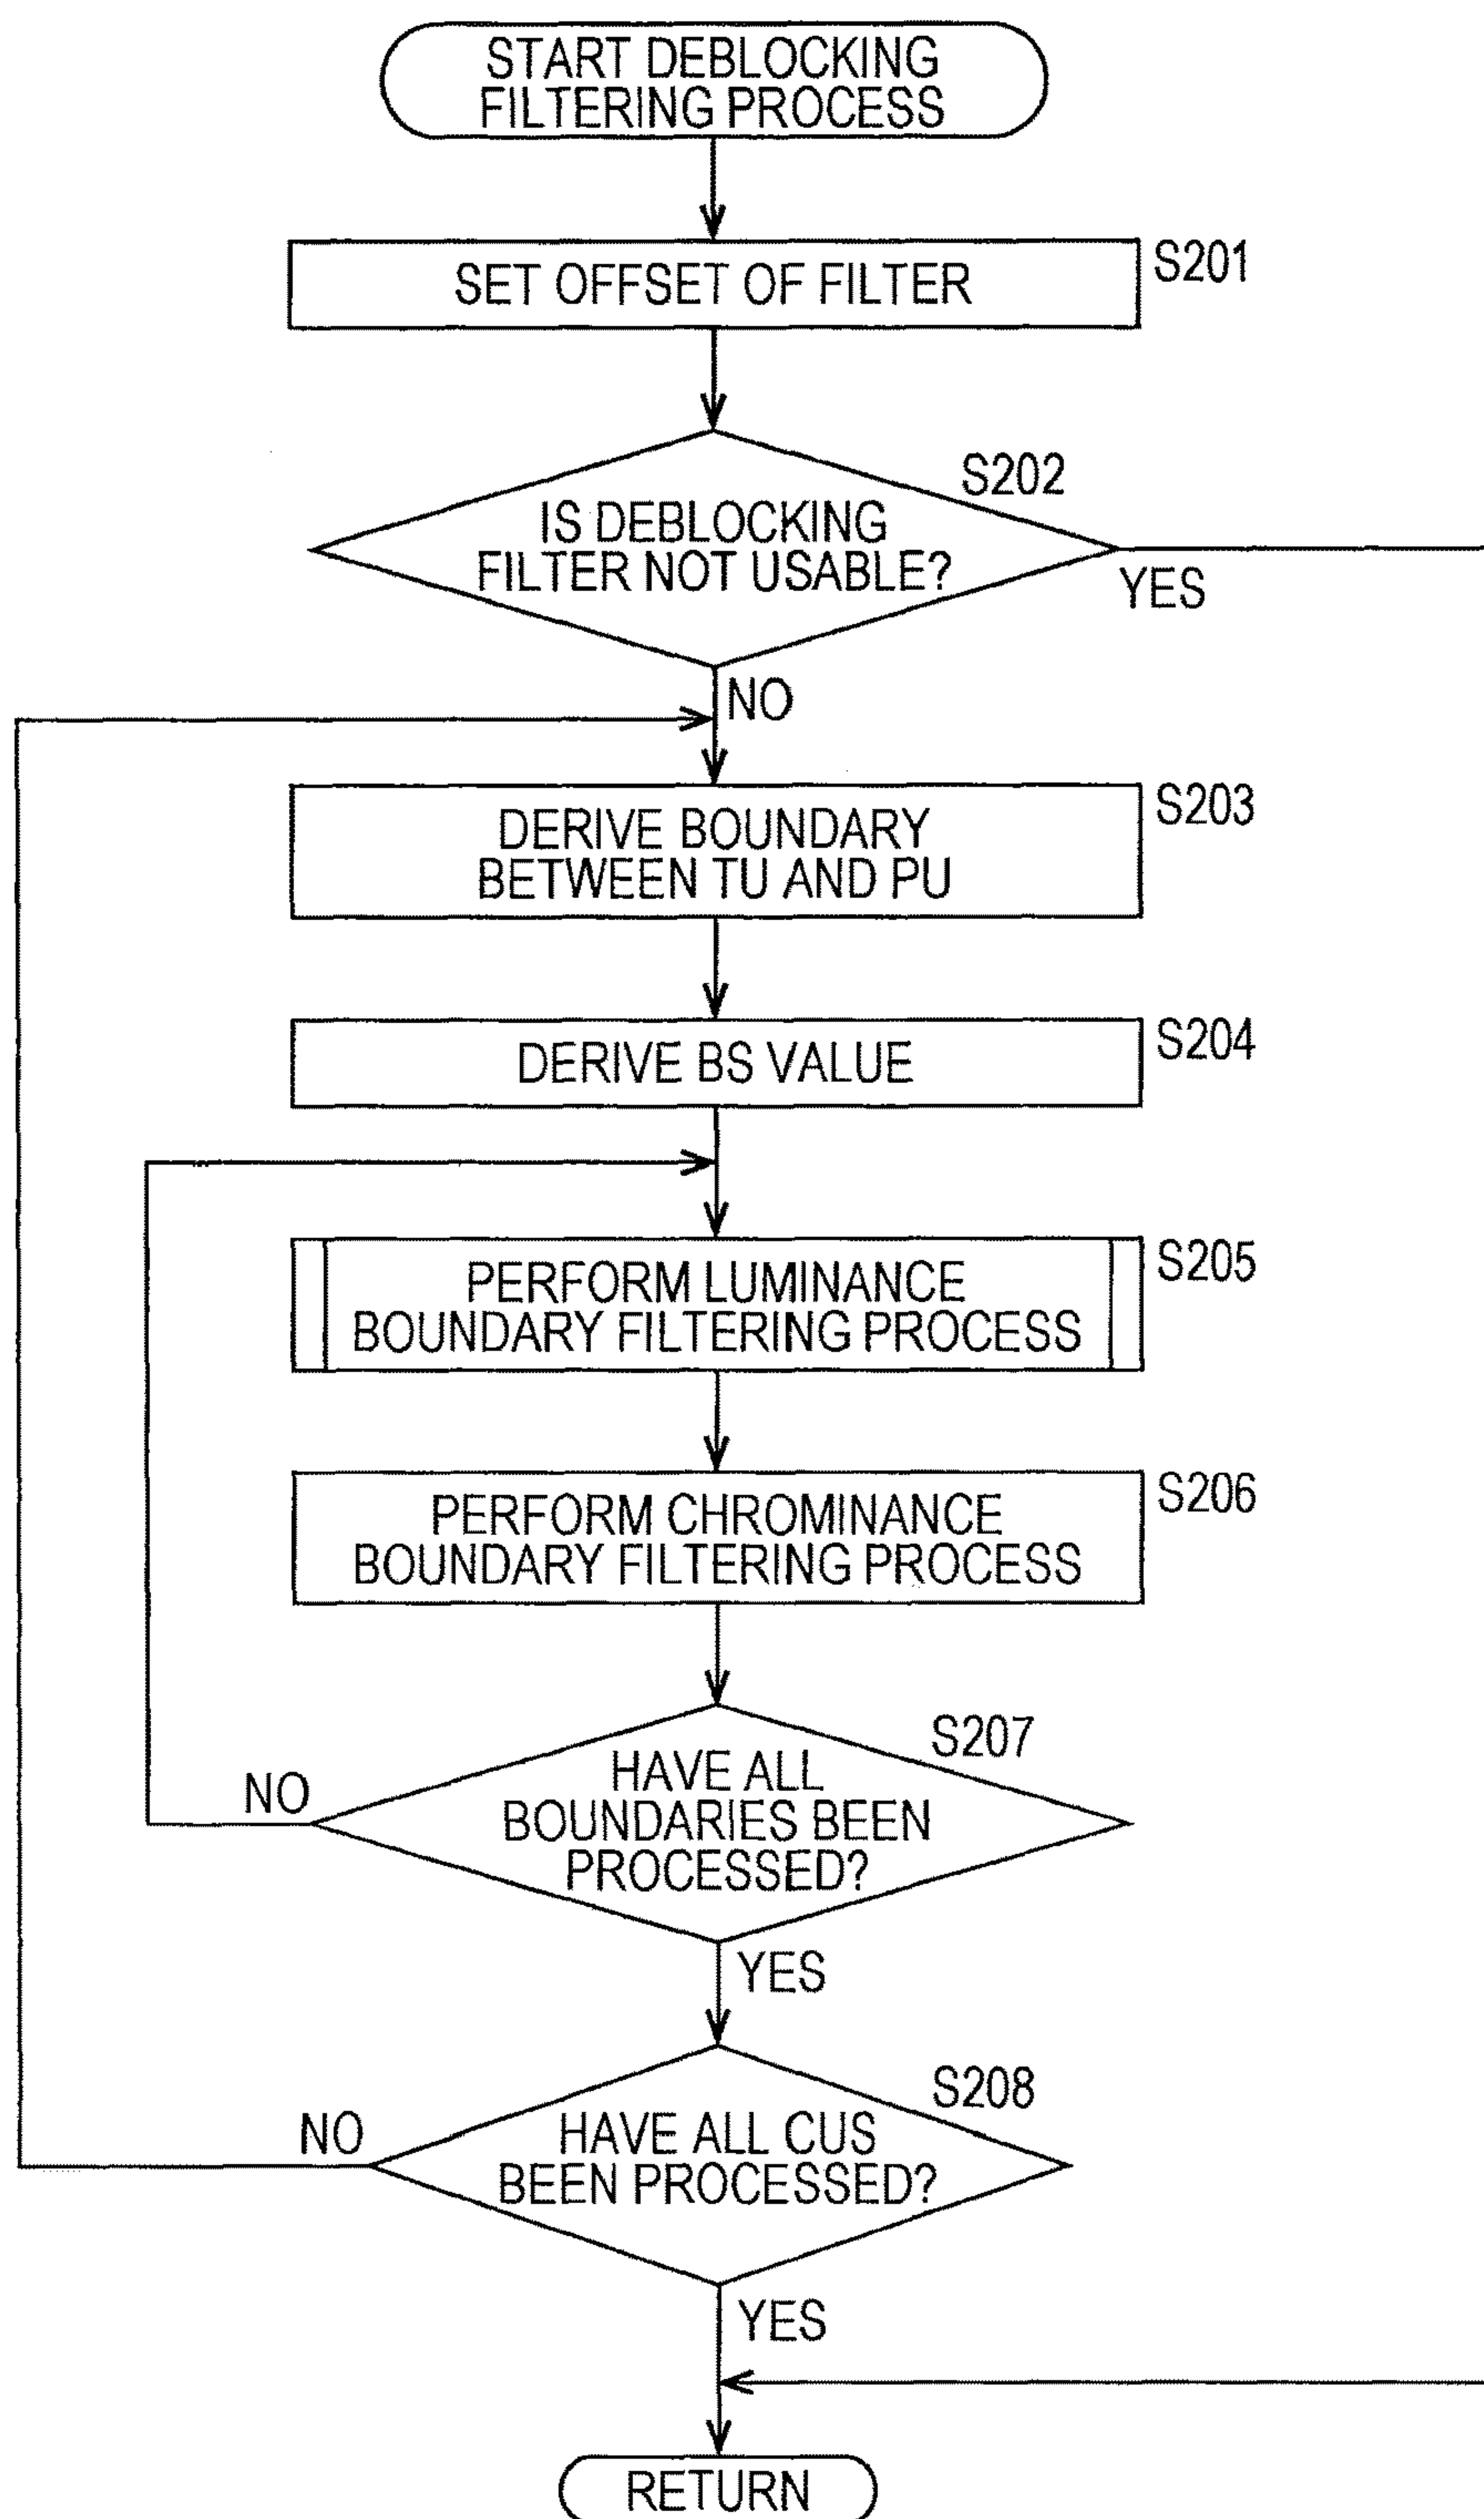 START DEBLOCKING
FILTERING PROCESS
SET OFFSET OF FILTER
S201
S202
IS DEBLOCKING
FILTER NOT USABLE?
YES
NO
DERIVE BOUNDARY
BETWEEN TU AND PU
S203
DERIVE BS VALUE
S204
PERFORM LUMINANCE
BOUNDARY FILTERING PROCESS
S205
PERFORM CHROMINANCE
BOUNDARY FILTERING PROCESS
S206
S207
HAVE ALL
BOUNDARIES BEEN
PROCESSED?
NO
YES
S208
HAVE ALL CUS
BEEN PROCESSED?
NO
YES
RETURN